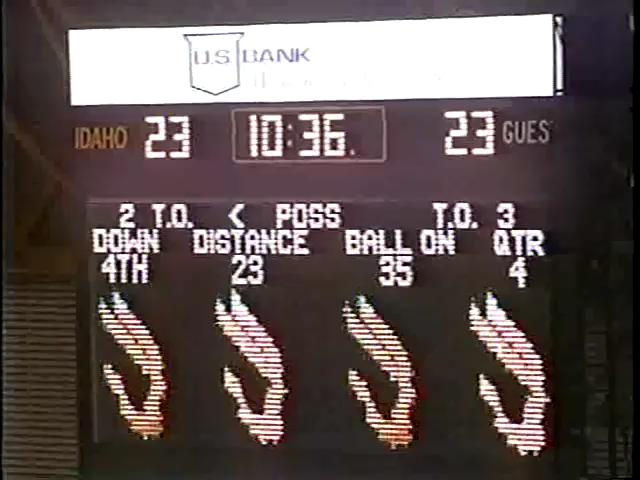 U.S. BANK
IDAHO 23 10:36 23 GUES
2 T.O. < POSS T.O. 3
DOWN DISTANCE BALL ON QTR
4TH 23 35 4